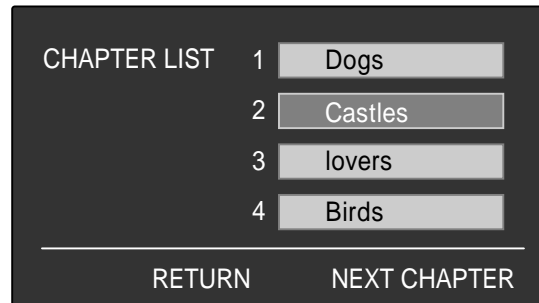 CHAPTER LIST 1 Dogs
2 Castles
3 lovers
4 Birds
RETURN NEXT CHAPTER